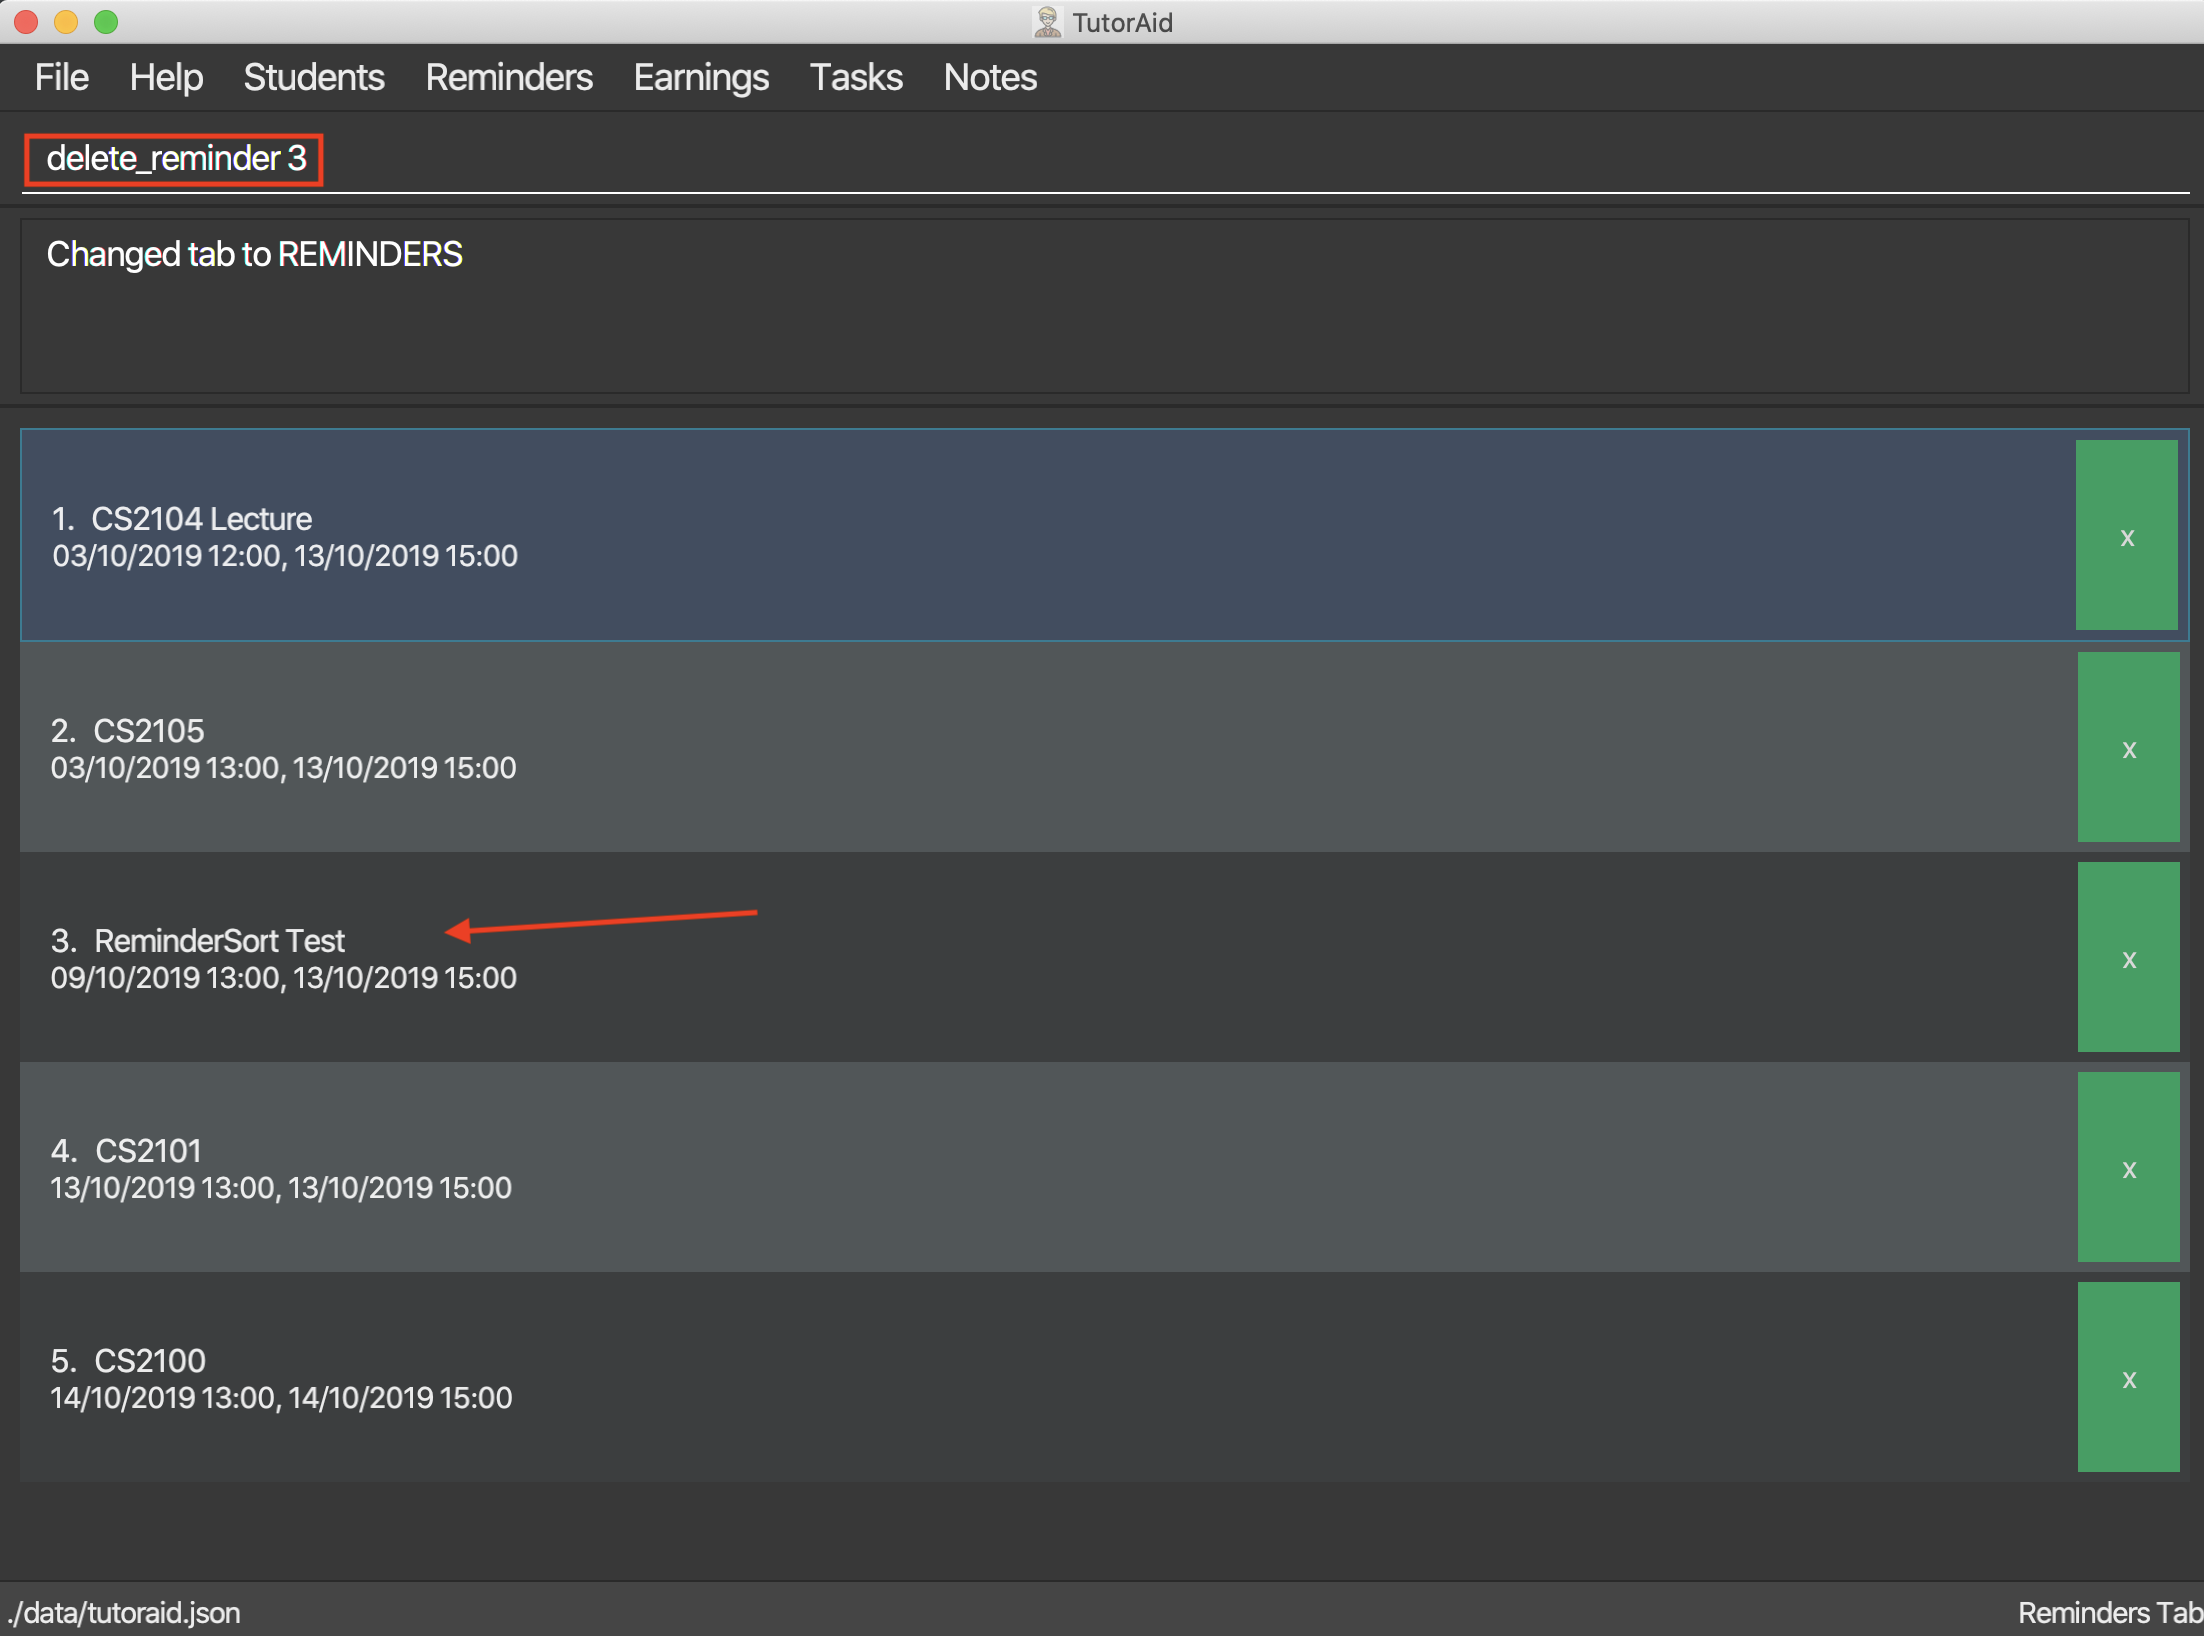 TutorAid
File Help Students Reminders Earnings Tasks Notes
delete_reminder 3
Changed tab to REMINDERS
1. CS2104 Lecture
03/10/2019 12:00, 13/10/2019 15:00
x
2. CS2105
03/10/2019 13:00, 13/10/2019 15:00
x
3. ReminderSort Test
09/10/2019 13:00, 13/10/2019 15:00
x
4. CS2101
13/10/2019 13:00, 13/10/2019 15:00
x
5. CS2100
14/10/2019 13:00, 14/10/2019 15:00
x
./data/tutoraid.json
Reminders Tab